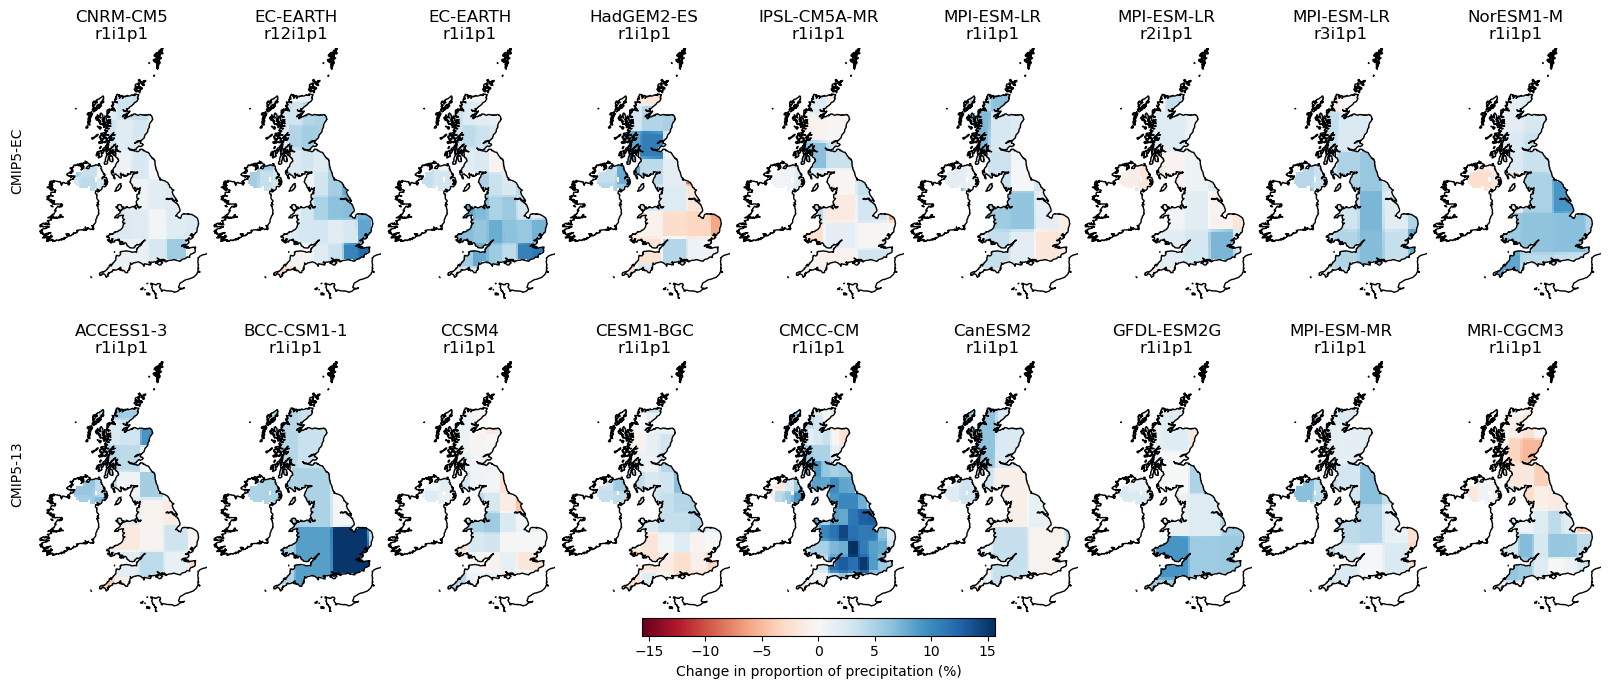 CNRM-CM5 EC-EARTH EC-EARTH HadGEM2-ES IPSL-CM5A-MR MPI-ESM-LR MPI-ESM-LR MPI-ESM-LR NorESM1-M
r1i1p1 r12i1p1 r1i1p1 r1i1p1 r1i1p1 r1i1p1 r2i1p1 r3i1p1 r1i1p1
CMIP5-EC
ACCESS1-3 BCC-CSM1-1 CCSM4 CESM1-BGC CMCC-CM CanESM2 GFDL-ESM2G MPI-ESM-MR MRI-CGCM3
r1i1p1 r1i1p1 r1i1p1 r1i1p1 r1i1p1 r1i1p1 r1i1p1 r1i1p1 r1i1p1
CMIP5-13
−15 −10 −5 0 5 10 15
Change in proportion of precipitation (%)